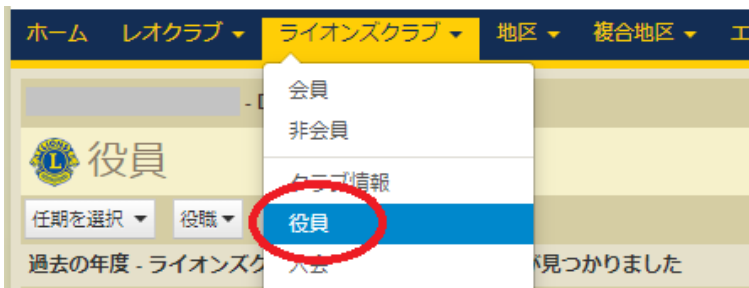 ホーム レオクラブ ▼ ライオンズクラブ ▼ 地区 ▼ 複合地区 ▼ エ
会員
- D
非会員
役員
クラブ情報
任期を選択 ▼ 役職 ▼
役員
入会
過去の年度 - ライオンズク が見つかりました